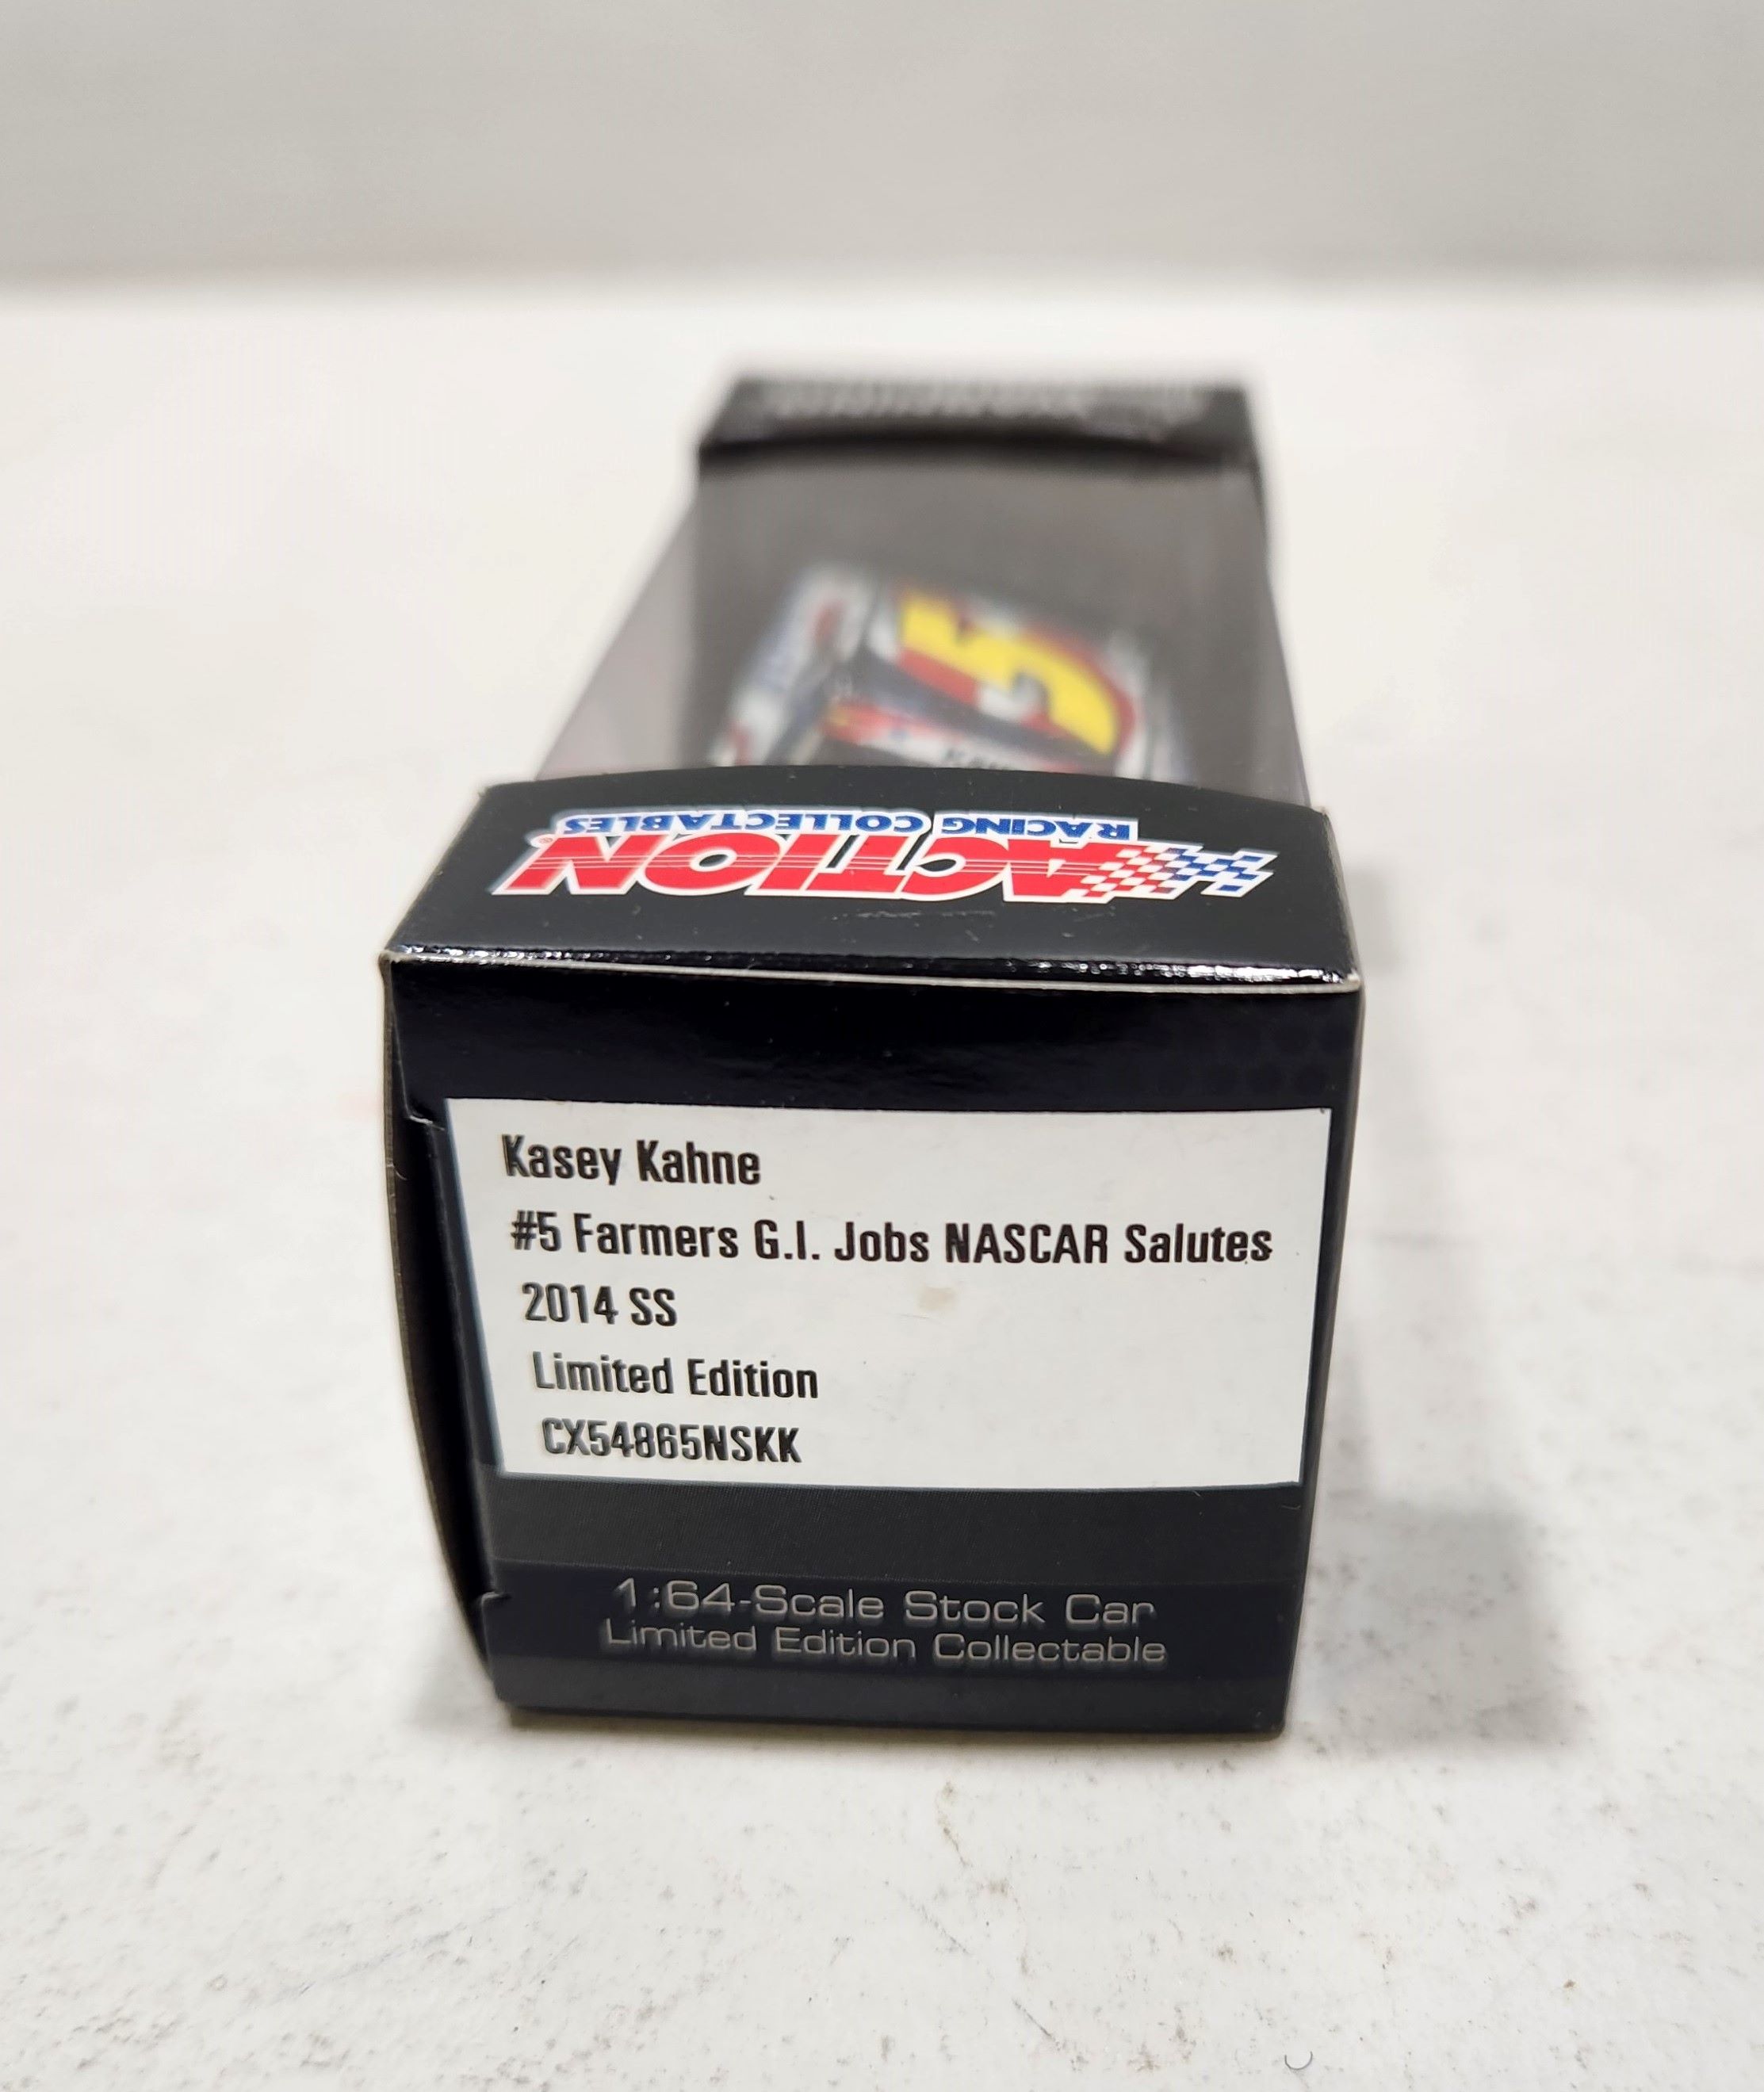 ACTION
RACING COLLECTABLES
5
Kasey Kahne
#5 Farmers G.I. Jobs NASCAR Salutes
2014 SS
Limited Edition
CX54865NSKK
1:64-Scale Stock Car
Limited Edition Collectable